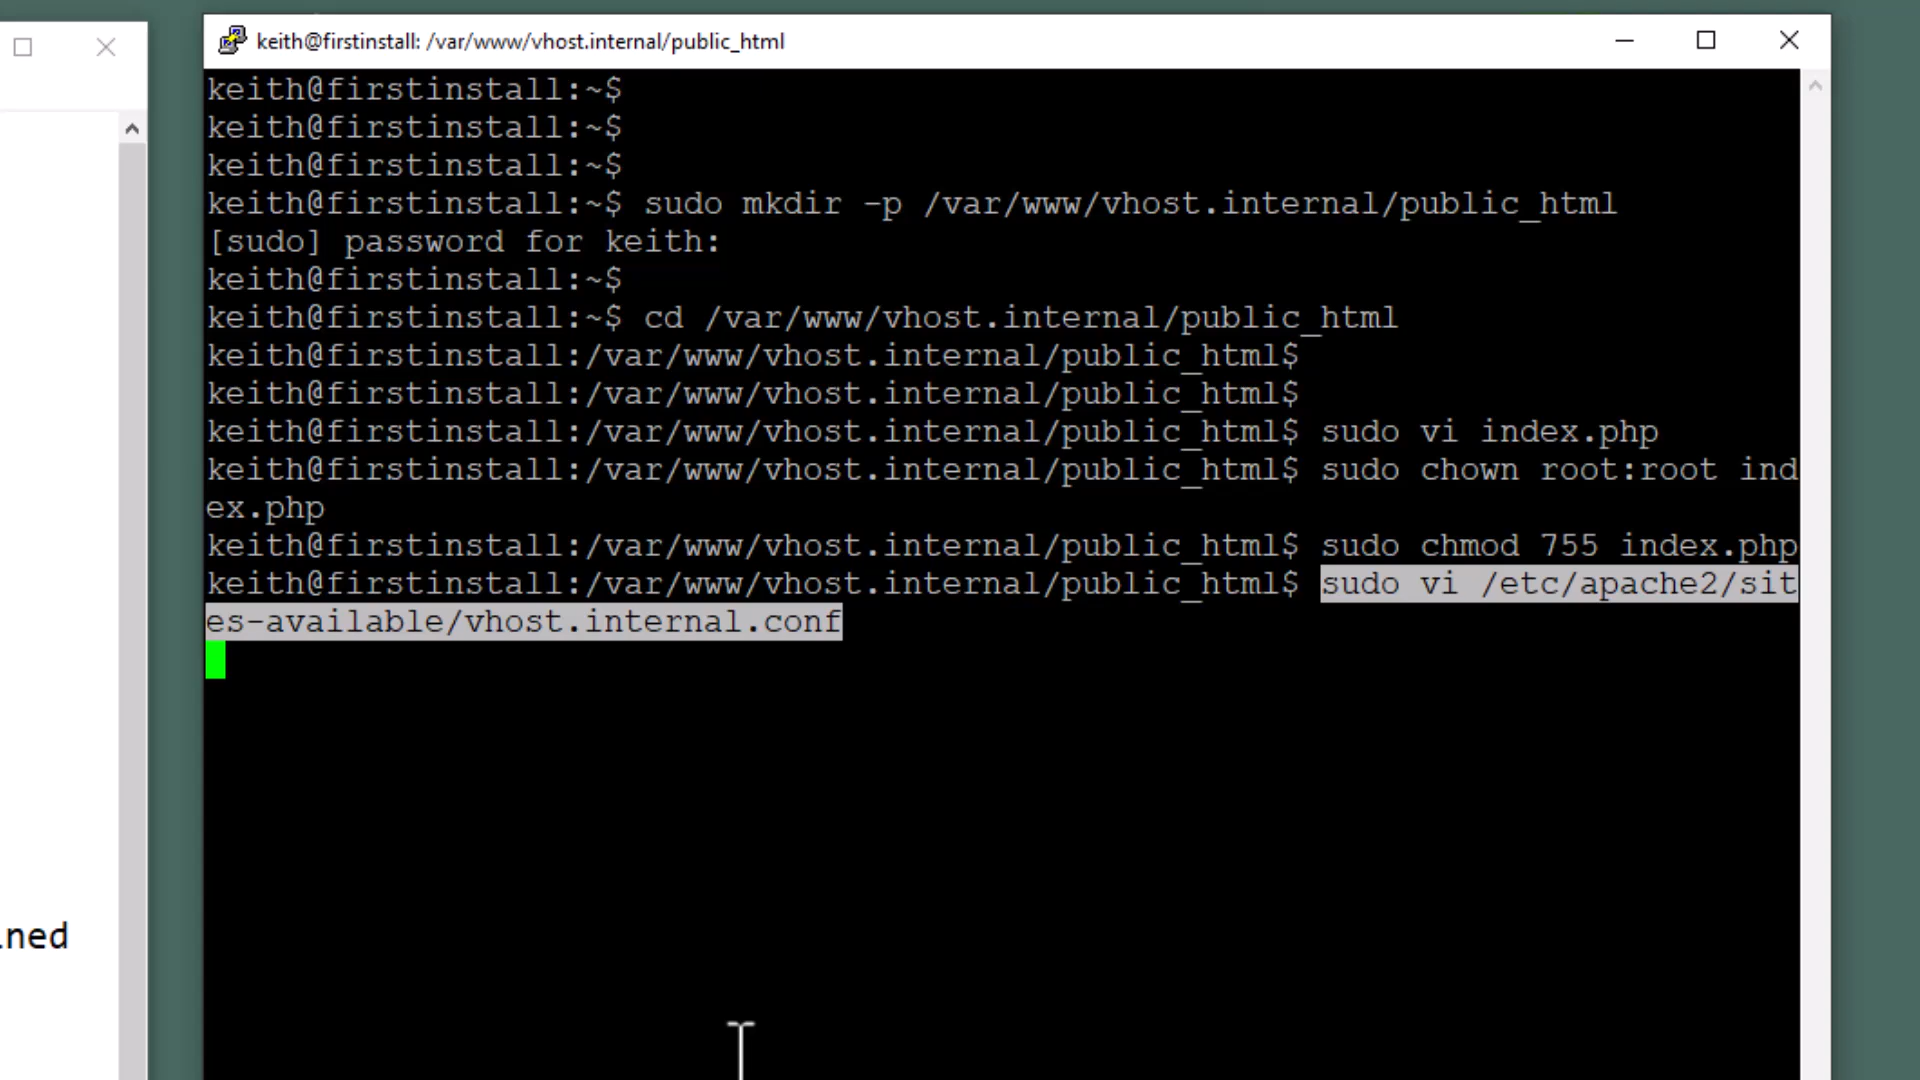 keith@firstinstall: /var/www/vhost.internal/public_html
keith@firstinstall:~$
keith@firstinstall:~$
keith@firstinstall:~$
keith@firstinstall:~$ sudo mkdir -p /var/www/vhost.internal/public_html
[sudo] password for keith:
keith@firstinstall:~$
keith@firstinstall:~$ cd /var/www/vhost.internal/public_html
keith@firstinstall:/var/www/vhost.internal/public_html$
keith@firstinstall:/var/www/vhost.internal/public_html$
keith@firstinstall:/var/www/vhost.internal/public_html$ sudo vi index.php
keith@firstinstall:/var/www/vhost.internal/public_html$ sudo chown root:root ind
ex.php
keith@firstinstall:/var/www/vhost.internal/public_html$ sudo chmod 755 index.php
keith@firstinstall:/var/www/vhost.internal/public_html$ sudo vi /etc/apache2/sit
es-available/vhost.internal.conf